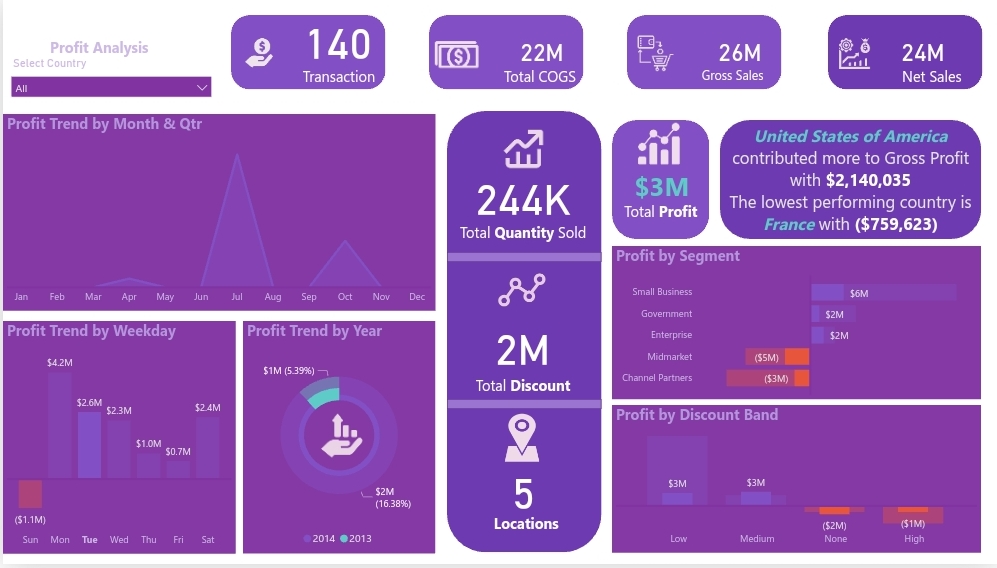 Profit Analysis
Select Country
All
140
Transaction
22M
Total COGS
26M
Gross Sales
24M
Net Sales
Profit Trend by Month & Qtr
Jan Feb Mar Apr May Jun Jul Aug Sep Oct Nov Dec
244K
Total Quantity Sold
2M
Total Discount
5
Locations
$3M
Total Profit
United States of America
contributed more to Gross Profit
with $2,140,035
The lowest performing country is
France with ($759,623)
Profit by Segment
Small Business $6M
Government $2M
Enterprise $2M
Midmarket ($5M)
Channel Partners ($3M)
Profit Trend by Weekday
$4.2M
$2.6M
$2.3M
$2.4M
$1.0M
$0.7M
($1.1M)
Sun Mon Tue Wed Thu Fri Sat
Profit Trend by Year
$1M (5.39%)
$2M
(16.38%)
2014 2013
Profit by Discount Band
$3M $3M
($2M) ($1M)
Low Medium None High